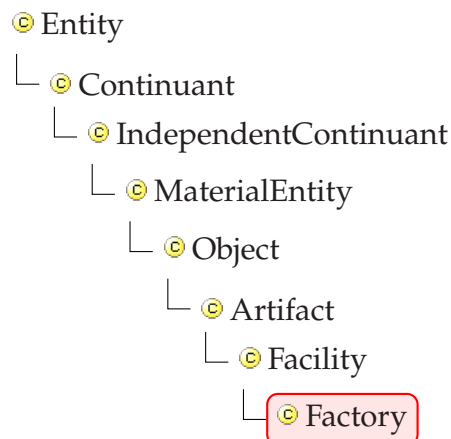 C Entity
C Continuant
C IndependentContinuant
C MaterialEntity
C Object
C Artifact
C Facility
C Factory